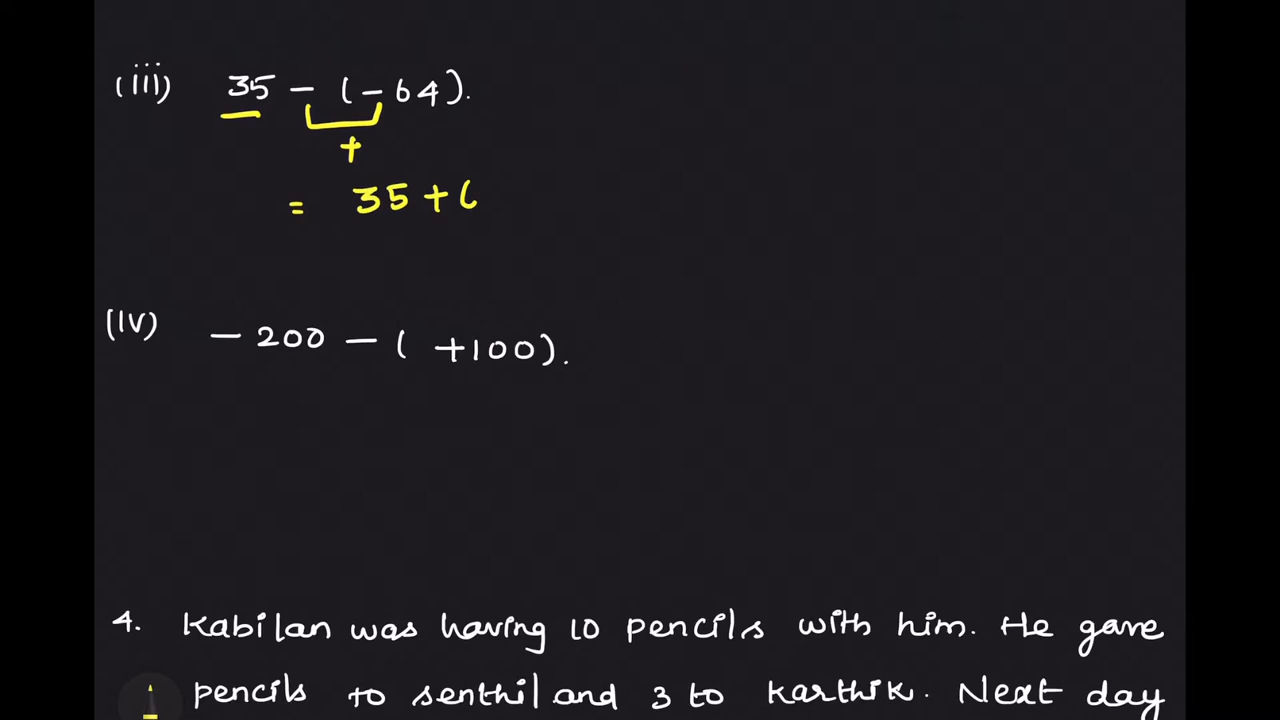 (iii) 35 - (-64).
+
= 35 + (
(iv) - 200 - ( +100).
4. Kabilan was having 10 pencils with him. He gave
pencils to senthil and 3 to Karthik. Next day